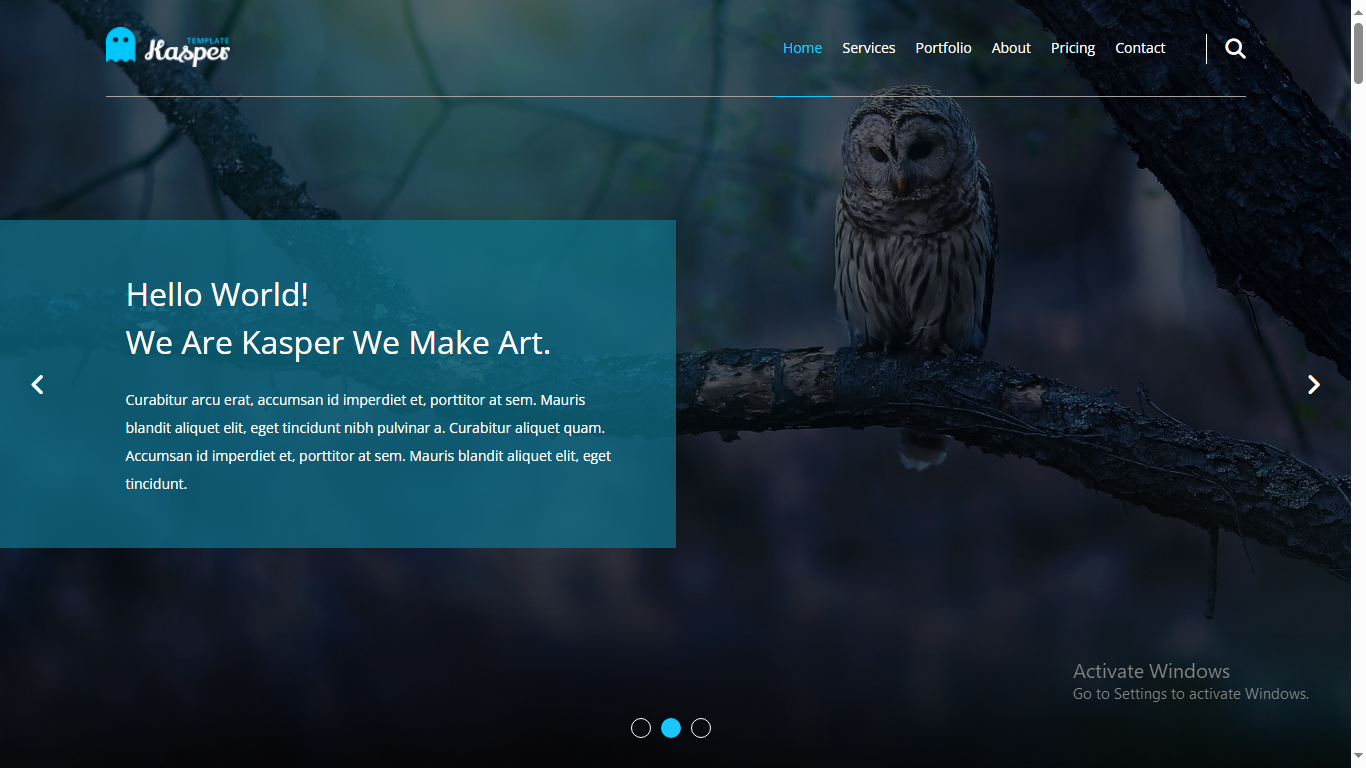 TEMPLATE
Kasper
Home Services Portfolio About Pricing Contact
Hello World!
We Are Kasper We Make Art.
Curabitur arcu erat, accumsan id imperdiet et, porttitor at sem. Mauris
blandit aliquet elit, eget tincidunt nibh pulvinar a. Curabitur aliquet quam.
Accumsan id imperdiet et, porttitor at sem. Mauris blandit aliquet elit, eget
tincidunt.
Activate Windows
Go to Settings to activate Windows.